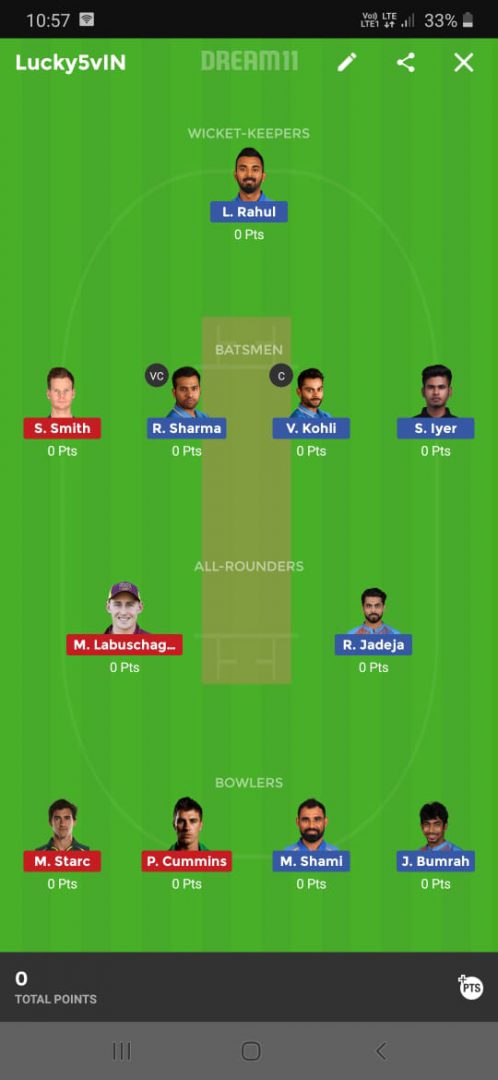 10:57
Vo)) LTE
LTE1
33%
Lucky5vIN
DREAM11
WICKET-KEEPERS
L. Rahul
0 Pts
BATSMEN
VC
C
S. Smith
R. Sharma
V. Kohli
S. Iyer
0 Pts
0 Pts
0 Pts
0 Pts
ALL-ROUNDERS
M. Labuschag...
R. Jadeja
0 Pts
0 Pts
BOWLERS
M. Starc
P. Cummins
M. Shami
J. Bumrah
0 Pts
0 Pts
0 Pts
0 Pts
0
TOTAL POINTS
+PTS